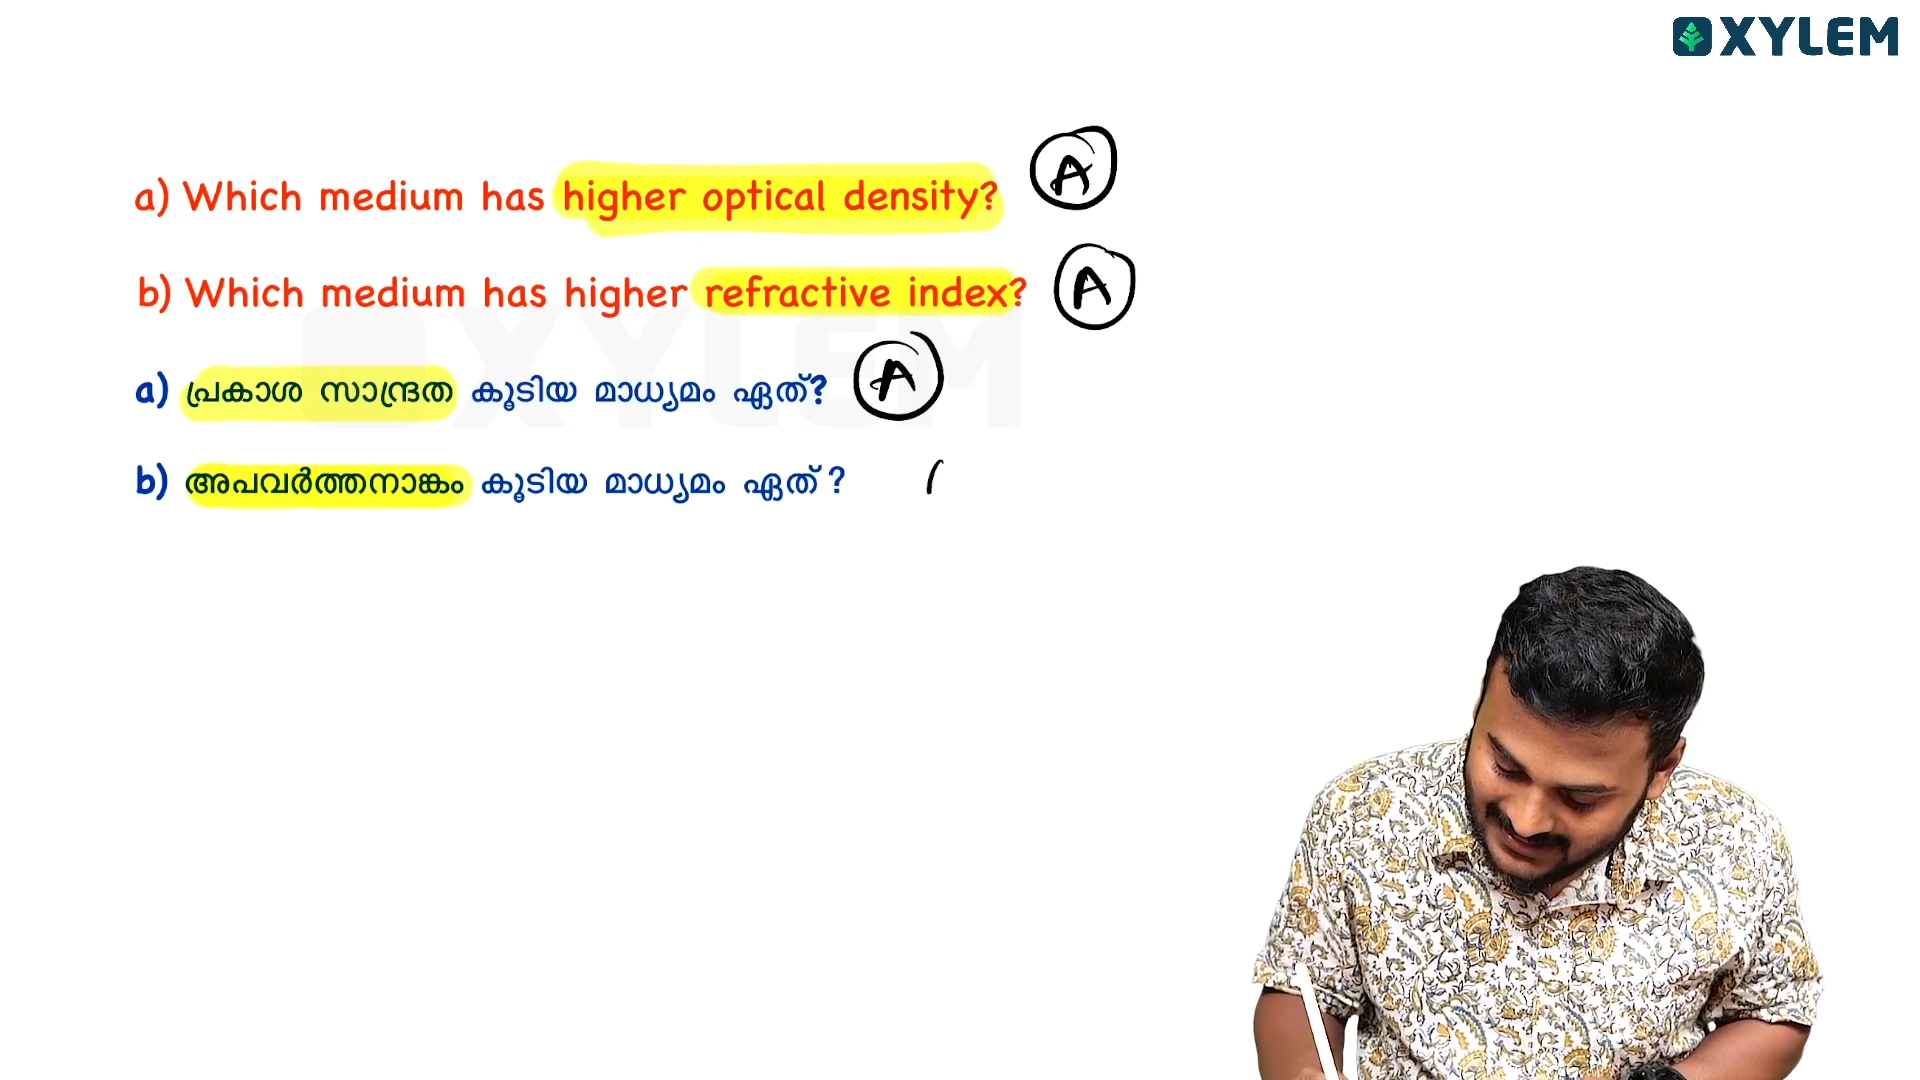 XYLEM
a) Which medium has higher optical density? A
b) Which medium has higher refractive index? A
XYLEM
a) പ്രകാശ സാന്ദ്രത കൂടിയ മാധ്യമം ഏത്? A
b) അപവർത്തനാങ്കം കൂടിയ മാധ്യമം ഏത് ?